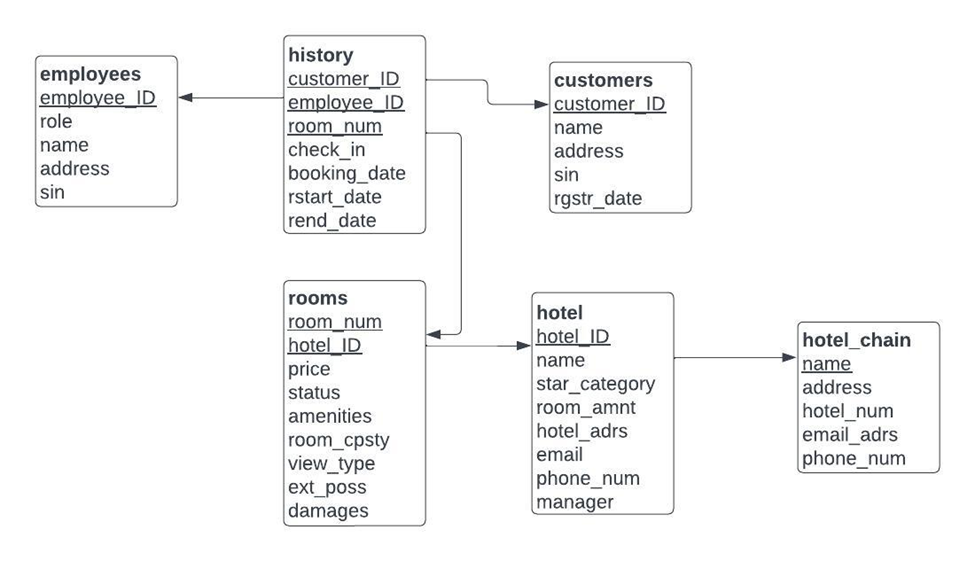 employees
employee_ID
role
name
address
sin
history
customer_ID
employee_ID
room_num
check_in
booking_date
rstart_date
rend_date
customers
customer_ID
name
address
sin
rgstr_date
rooms
room_num
hotel_ID
price
status
amenities
room_cpsty
view_type
ext_poss
damages
hotel
hotel_ID
name
star_category
room_amnt
hotel_adrs
email
phone_num
manager
hotel_chain
name
address
hotel_num
email_adrs
phone_num